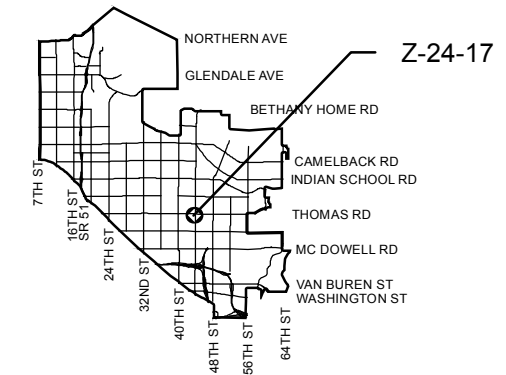 NORTHERN AVE
Z-24-17
GLENDALE AVE
BETHANY HOME RD
CAMELBACK RD
INDIAN SCHOOL RD
THOMAS RD
MC DOWELL RD
VAN BUREN ST
WASHINGTON ST
7TH ST
16TH ST
SR 51
24TH ST
32ND ST
40TH ST
48TH ST
56TH ST
64TH ST